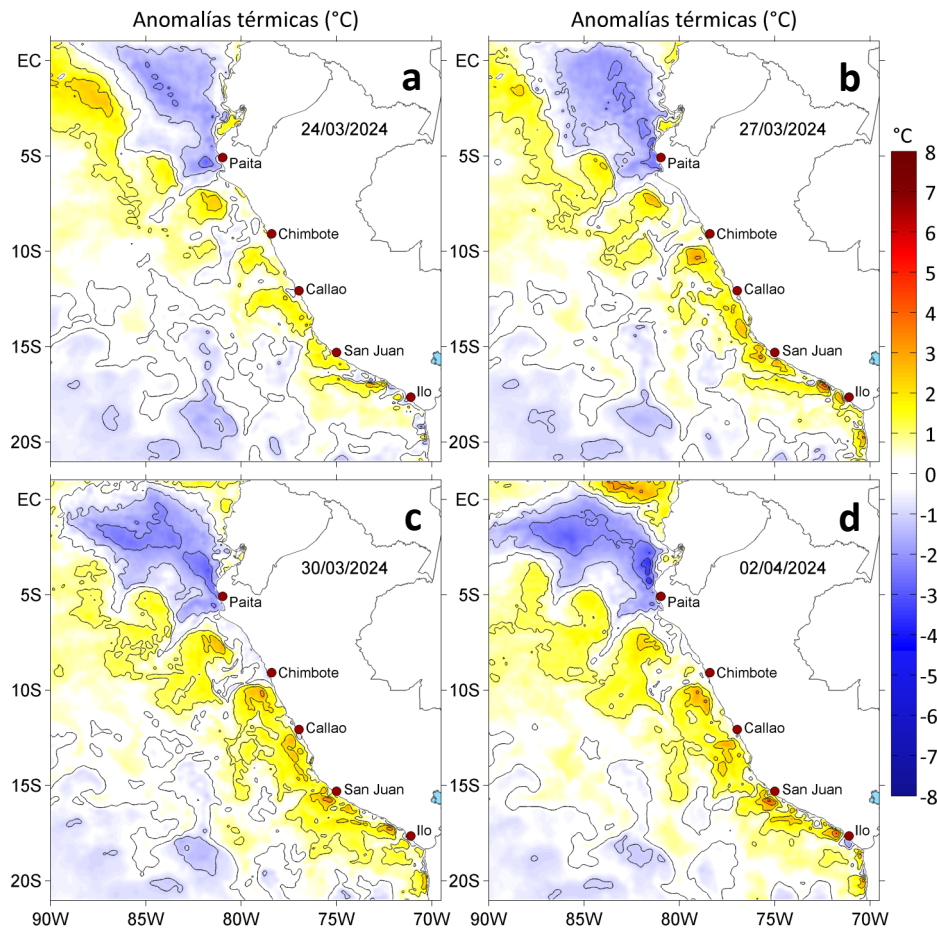 Anomalías térmicas (°C)
Anomalías térmicas (°C)
EC
5S
10S
15S
20S
a
24/03/2024
Paita
Chimbote
Callao
San Juan
Ilo
EC
5S
10S
15S
20S
b
27/03/2024
Paita
Chimbote
Callao
San Juan
Ilo
EC
5S
10S
15S
20S
c
30/03/2024
Paita
Chimbote
Callao
San Juan
Ilo
90W
85W
80W
75W
70W
EC
5S
10S
15S
20S
d
02/04/2024
Paita
Chimbote
Callao
San Juan
Ilo
90W
85W
80W
75W
70W
°C
8
7
6
5
4
3
2
1
0
-1
-2
-3
-4
-5
-6
-7
-8